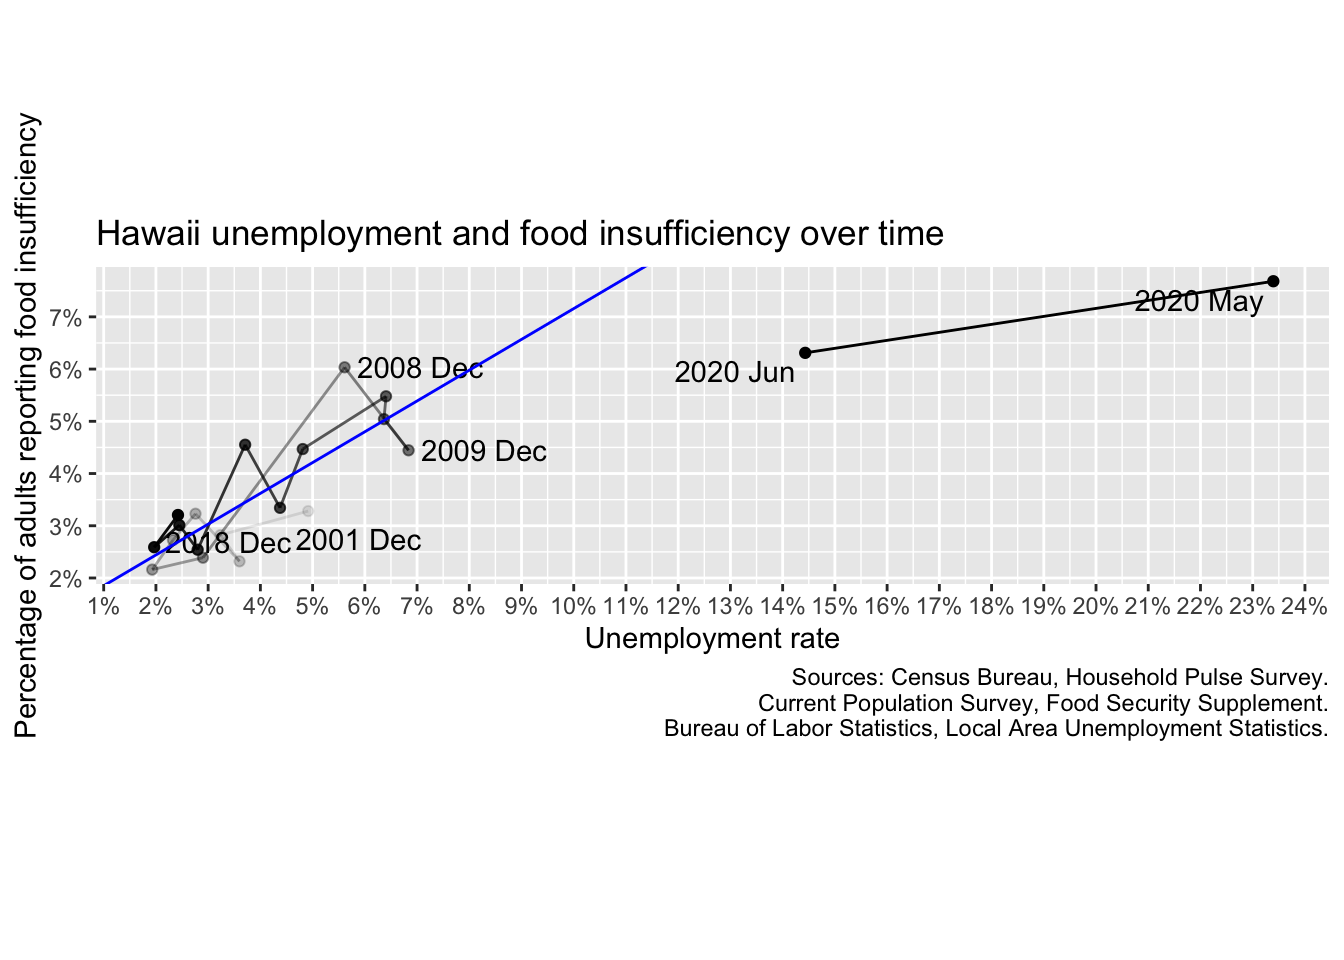 Hawaii unemployment and food insufficiency over time
Percentage of adults reporting food insufficiency
7%
6%
5%
4%
3%
2%
2020 May
2020 Jun
2008 Dec
2009 Dec
2018 Dec
2001 Dec
1% 2% 3% 4% 5% 6% 7% 8% 9% 10% 11% 12% 13% 14% 15% 16% 17% 18% 19% 20% 21% 22% 23% 24%
Unemployment rate
Sources: Census Bureau, Household Pulse Survey.
Current Population Survey, Food Security Supplement.
Bureau of Labor Statistics, Local Area Unemployment Statistics.